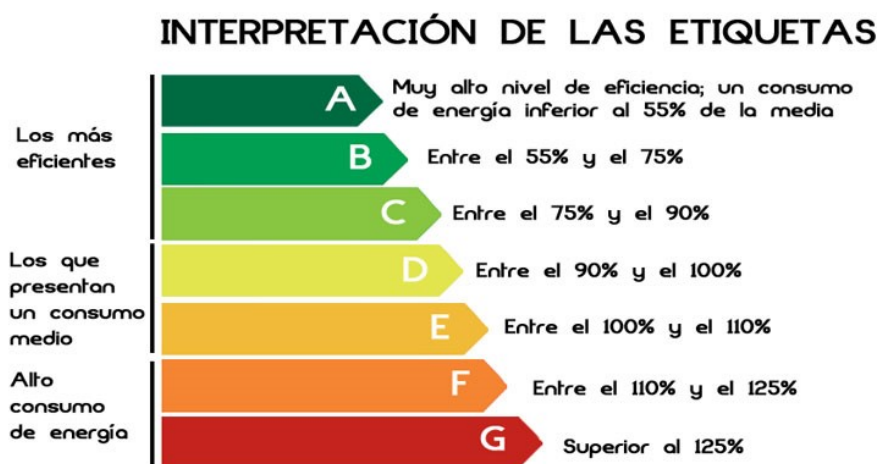 INTERPRETACIÓN DE LAS ETIQUETAS
Los más
eficientes
A
Muy alto nivel de eficiencia; un consumo
de energía inferior al 55% de la media
B
Entre el 55% y el 75%
C
Entre el 75% y el 90%
Los que
presentan
un consumo
medio
D
Entre el 90% y el 100%
E
Entre el 100% y el 110%
Alto
consumo
de energía
F
Entre el 110% y el 125%
G
Superior al 125%